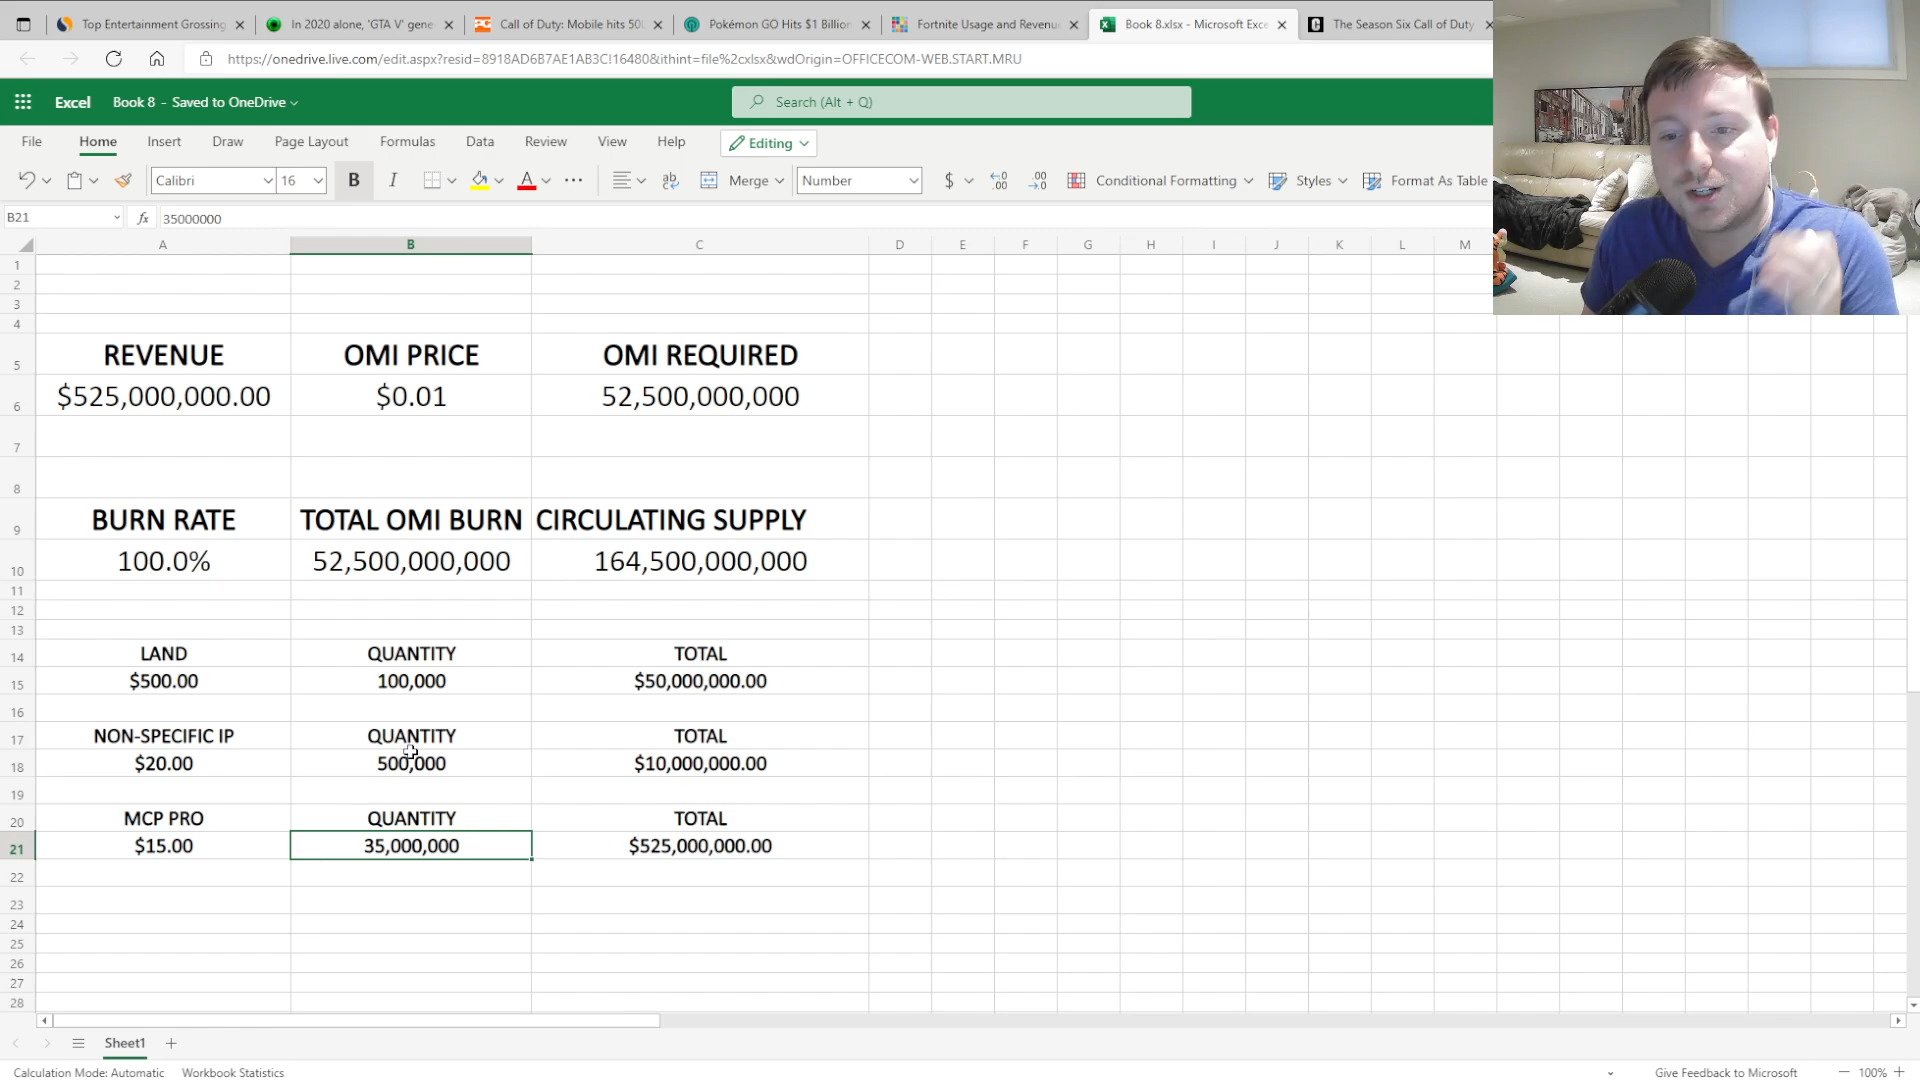 Top Entertainment Grossing
In 2020 alone, 'GTA V' gene
Call of Duty: Mobile hits 50
Pokémon GO Hits $1 Billion
Fortnite Usage and Revenu
Book 8.xlsx - Microsoft Exce
The Season Six Call of Duty
https://onedrive.live.com/edit.aspx?resid=8918AD6B7AE1AB3C!16480&ithint=file%2cxlsx&wdOrigin=OFFICECOM-WEB.START.MRU
Excel Book 8 - Saved to OneDrive
Search (Alt + Q)
File Home Insert Draw Page Layout Formulas Data Review View Help Editing
Calibri 16 B I A ab Merge Number $ .00 .00 Conditional Formatting Styles Format As Table
B21 fx 35000000
A B C D E F G H I J K L M
1
2
3
4
5 REVENUE OMI PRICE OMI REQUIRED
6 $525,000,000.00 $0.01 52,500,000,000
7
8
9 BURN RATE TOTAL OMI BURN CIRCULATING SUPPLY
10 100.0% 52,500,000,000 164,500,000,000
11
12
13
14 LAND QUANTITY TOTAL
15 $500.00 100,000 $50,000,000.00
16
17 NON-SPECIFIC IP QUANTITY TOTAL
18 $20.00 500,000 $10,000,000.00
19
20 MCP PRO QUANTITY TOTAL
21 $15.00 35,000,000 $525,000,000.00
22
23
24
25
26
27
28
Sheet1
Calculation Mode: Automatic Workbook Statistics Give Feedback to Microsoft 100%